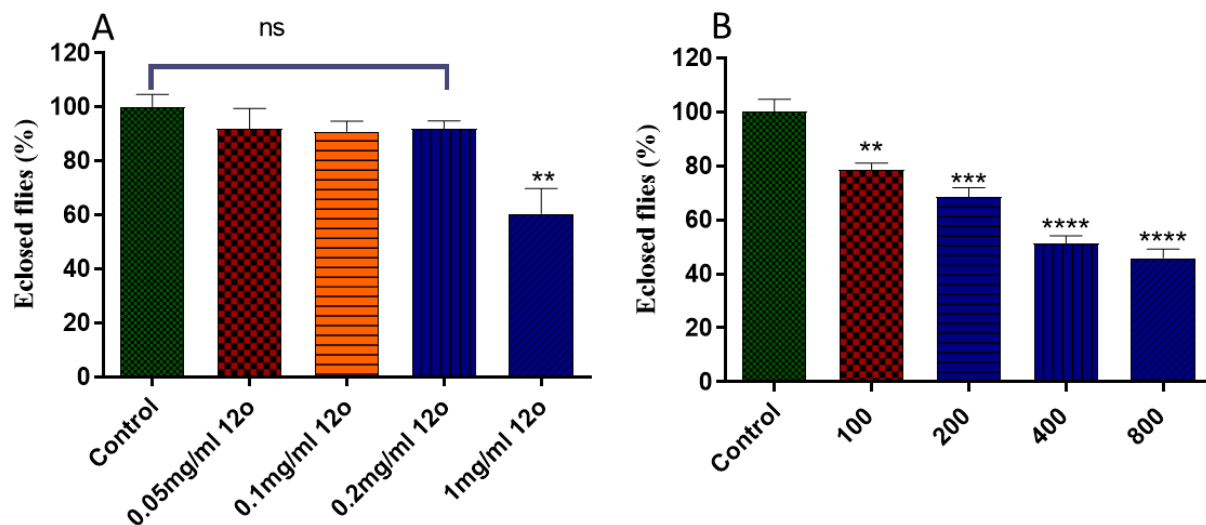 A
ns
Eclosed flies (%)
120
100
80
60
40
20
0
**
Control
0.05mg/ml 12o
0.1mg/ml 12o
0.2mg/ml 12o
1mg/ml 12o
B
Eclosed flies (%)
120
100
80
60
40
20
0
**
***
****
****
Control
100
200
400
800